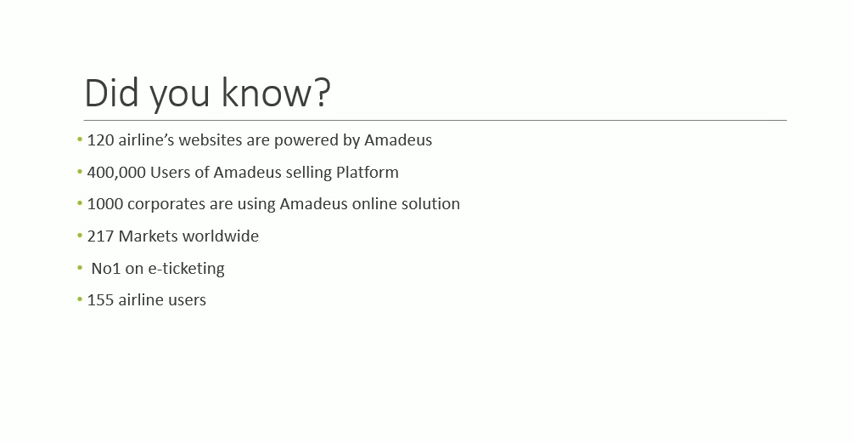 Did you know?
• 120 airline’s websites are powered by Amadeus
• 400,000 Users of Amadeus selling Platform
• 1000 corporates are using Amadeus online solution
• 217 Markets worldwide
• No1 on e-ticketing
• 155 airline users